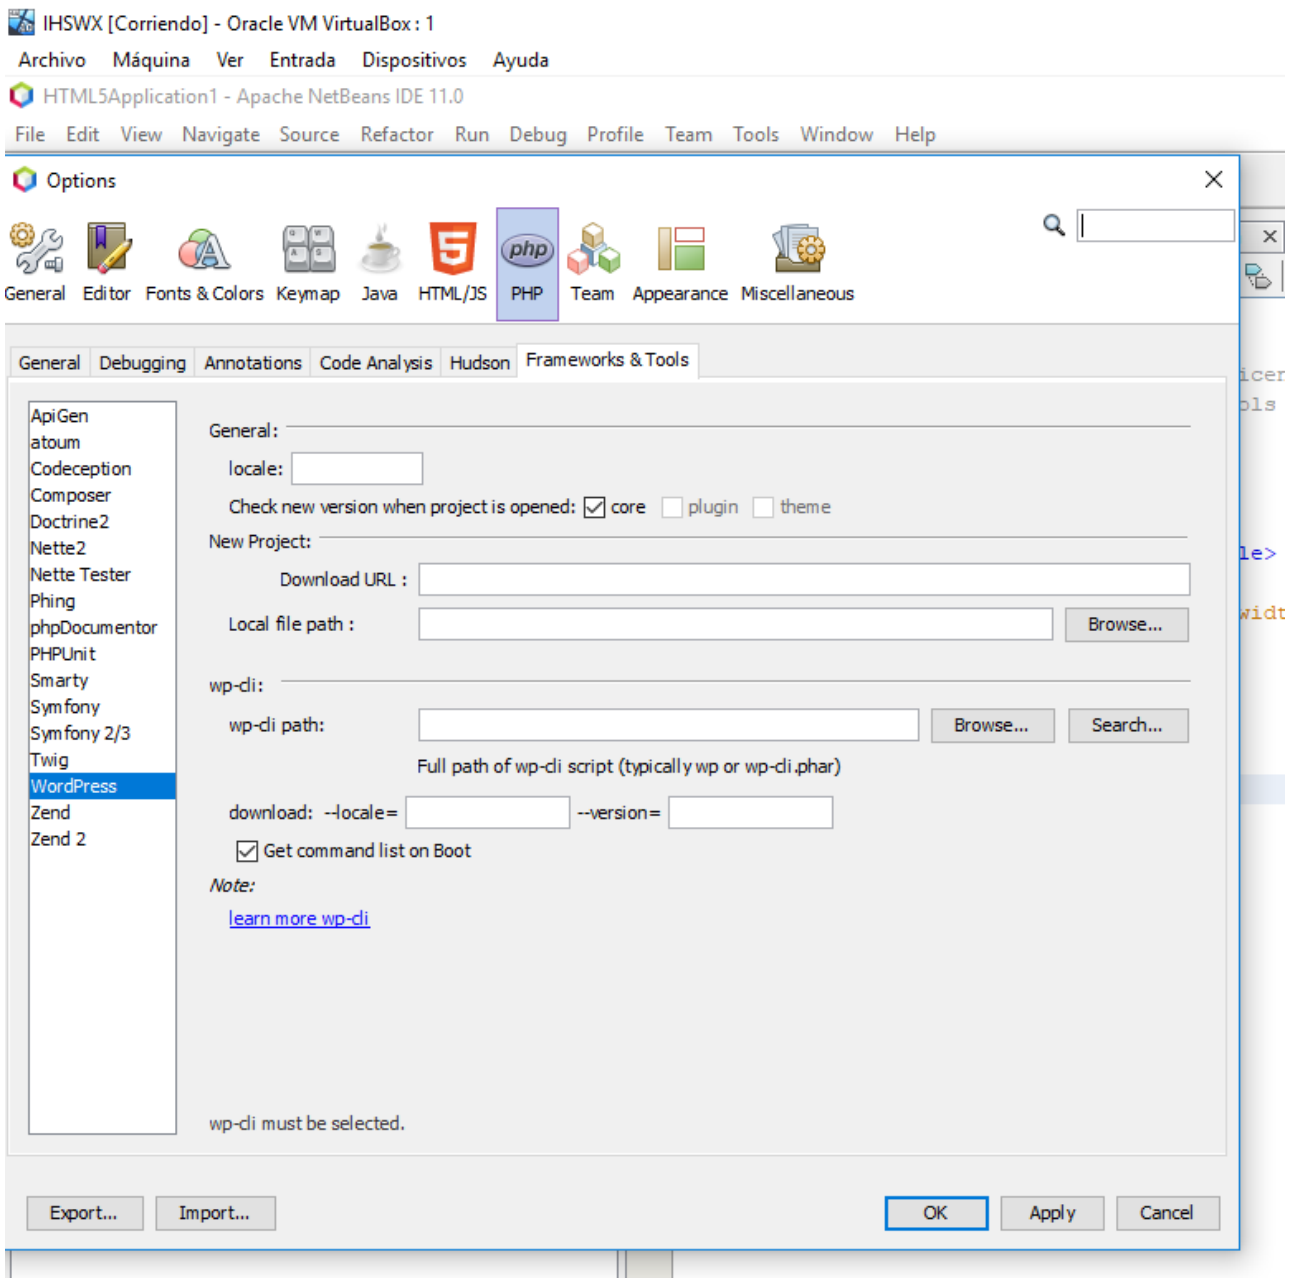 IHSWX [Corriendo] - Oracle VM VirtualBox : 1
Archivo Máquina Ver Entrada Dispositivos Ayuda
HTML5Application1 - Apache NetBeans IDE 11.0
File Edit View Navigate Source Refactor Run Debug Profile Team Tools Window Help
Options
General Editor Fonts & Colors Keymap Java HTML/JS php PHP Team Appearance Miscellaneous
General Debugging Annotations Code Analysis Hudson Frameworks & Tools
ApiGen
atoum
Codeception
Composer
Doctrine2
Nette2
Nette Tester
Phing
phpDocumentor
PHPUnit
Smarty
Symfony
Symfony 2/3
Twig
WordPress
Zend
Zend 2
General:
locale:
Check new version when project is opened: core plugin theme
New Project:
Download URL :
Local file path : Browse...
wp-cli:
wp-cli path: Browse... Search...
Full path of wp-cli script (typically wp or wp-cli.phar)
download: --locale= --version=
Get command list on Boot
Note:
learn more wp-cli
wp-cli must be selected.
Export... Import... OK Apply Cancel
icer
ols
le>
widt